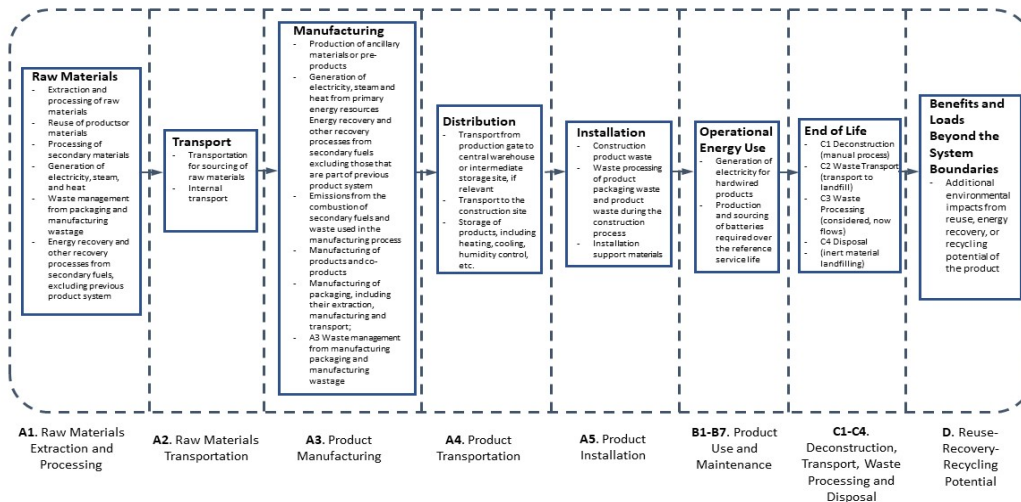 Raw Materials
- Extraction and
processing of raw
materials
- Reuse of productsor
materials
- Processing of
secondary materials
- Generation of
electricity, steam, and
heat
- Waste management
from packaging and
manufacturing
wastage
- Energy recovery and
other recovery
processes from
secondary fuels,
excluding previous
product system
Transport
- Transportation
for sourcing of
raw materials
- Internal
transport
Manufacturing
- Production of ancillary
materials or pre-
products
- Generation of
electricity, steam and
heat from primary
energy resources
Energy recovery and
other recovery
processes from
secondary fuels
excluding those that
are part of previous
product system
- Emissions from the
combustion of
secondary fuels and
waste used in the
manufacturing process
- Manufacturing of
products and co-
products
- Manufacturing of
packaging, including
their extraction,
manufacturing and
transport;
- A3 Waste management
from manufacturing
packaging and
manufacturing
wastage
Distribution
- Transport from
production gate to
central warehouse
or intermediate
storage site, if
relevant
- Transport to the
construction site
- Storage of
products, including
heating, cooling,
humidity control,
etc.
Installation
- Construction
product waste
- Waste processing
of product
packaging waste
and product
waste during the
construction
process
- Installation
support materials
Operational
Energy Use
- Generation of
electricity for
hardwired
products
- Production
and sourcing
of batteries
required over
the reference
service life
End of Life
- C1 Deconstruction
(manual process)
- C2 Waste Transport
- (transport to
landfill)
- C3 Waste
Processing
(considered, now
flows)
- C4 Disposal
- (inert material
landfilling)
Benefits and
Loads
Beyond the
System
Boundaries
- Additional
environmental
impacts from
reuse, energy
recovery, or
recycling
potential of
the product
A1. Raw Materials
Extraction and
Processing
A2. Raw Materials
Transportation
A3. Product
Manufacturing
A4. Product
Transportation
A5. Product
Installation
B1-B7. Product
Use and
Maintenance
C1-C4.
Deconstruction,
Transport, Waste
Processing and
Disposal
D. Reuse-
Recovery-
Recycling
Potential